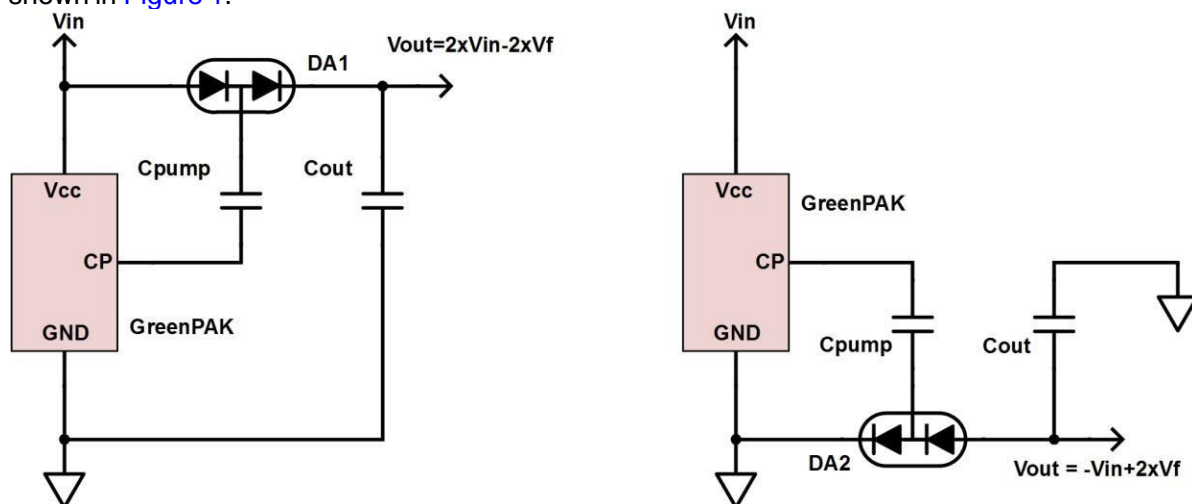 shown in Figure 1.
Vin
Vout=2xVin-2xVf
DA1
Cpump
Cout
Vcc
CP
GND
GreenPAK
Vin
Vcc
GreenPAK
CP
GND
Cpump
Cout
DA2
Vout = -Vin+2xVf